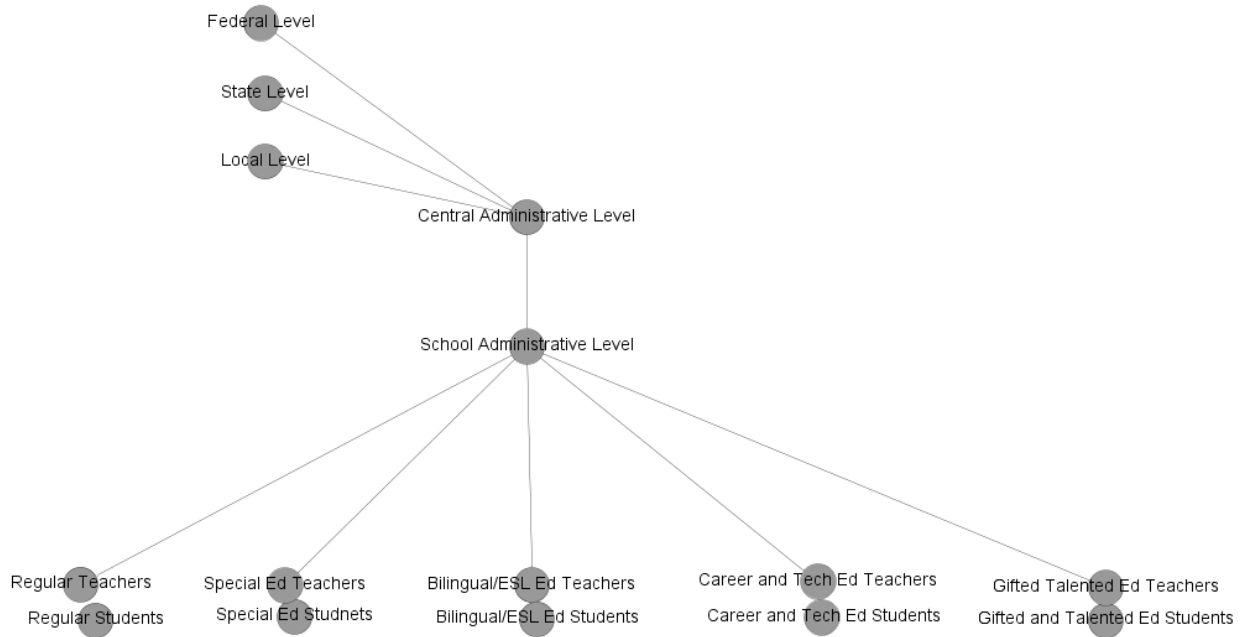 Federal Level
State Level
Local Level
Central Administrative Level
School Administrative Level
Regular Teachers
Regular Students
Special Ed Teachers
Special Ed Studnets
Bilingual/ESL Ed Teachers
Bilingual/ESL Ed Students
Career and Tech Ed Teachers
Career and Tech Ed Students
Gifted Talented Ed Teachers
Gifted and Talented Ed Students